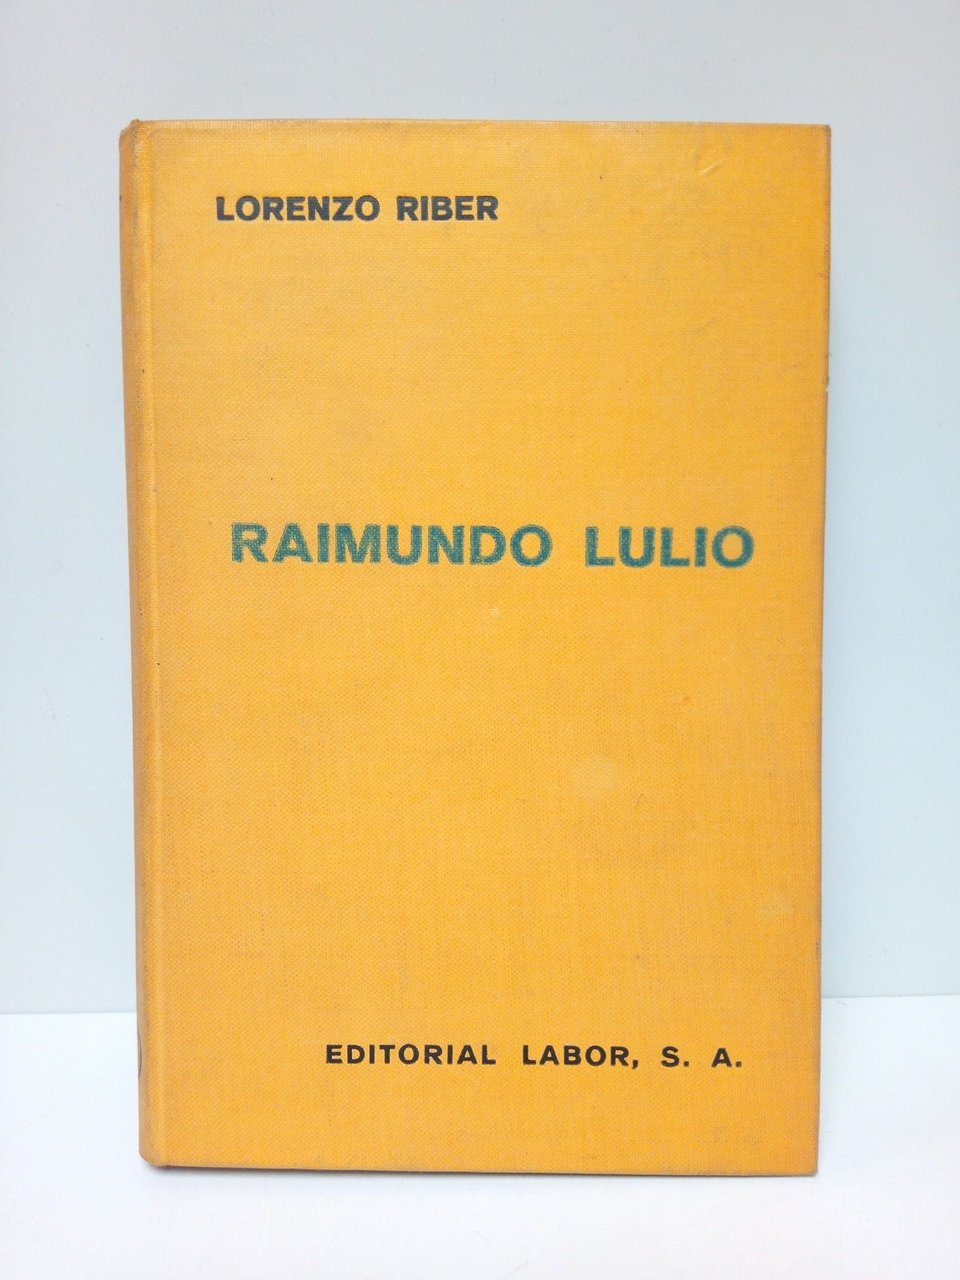 LORENZO RIBER
RAIMUNDO LULIO
EDITORIAL LABOR, S. A.